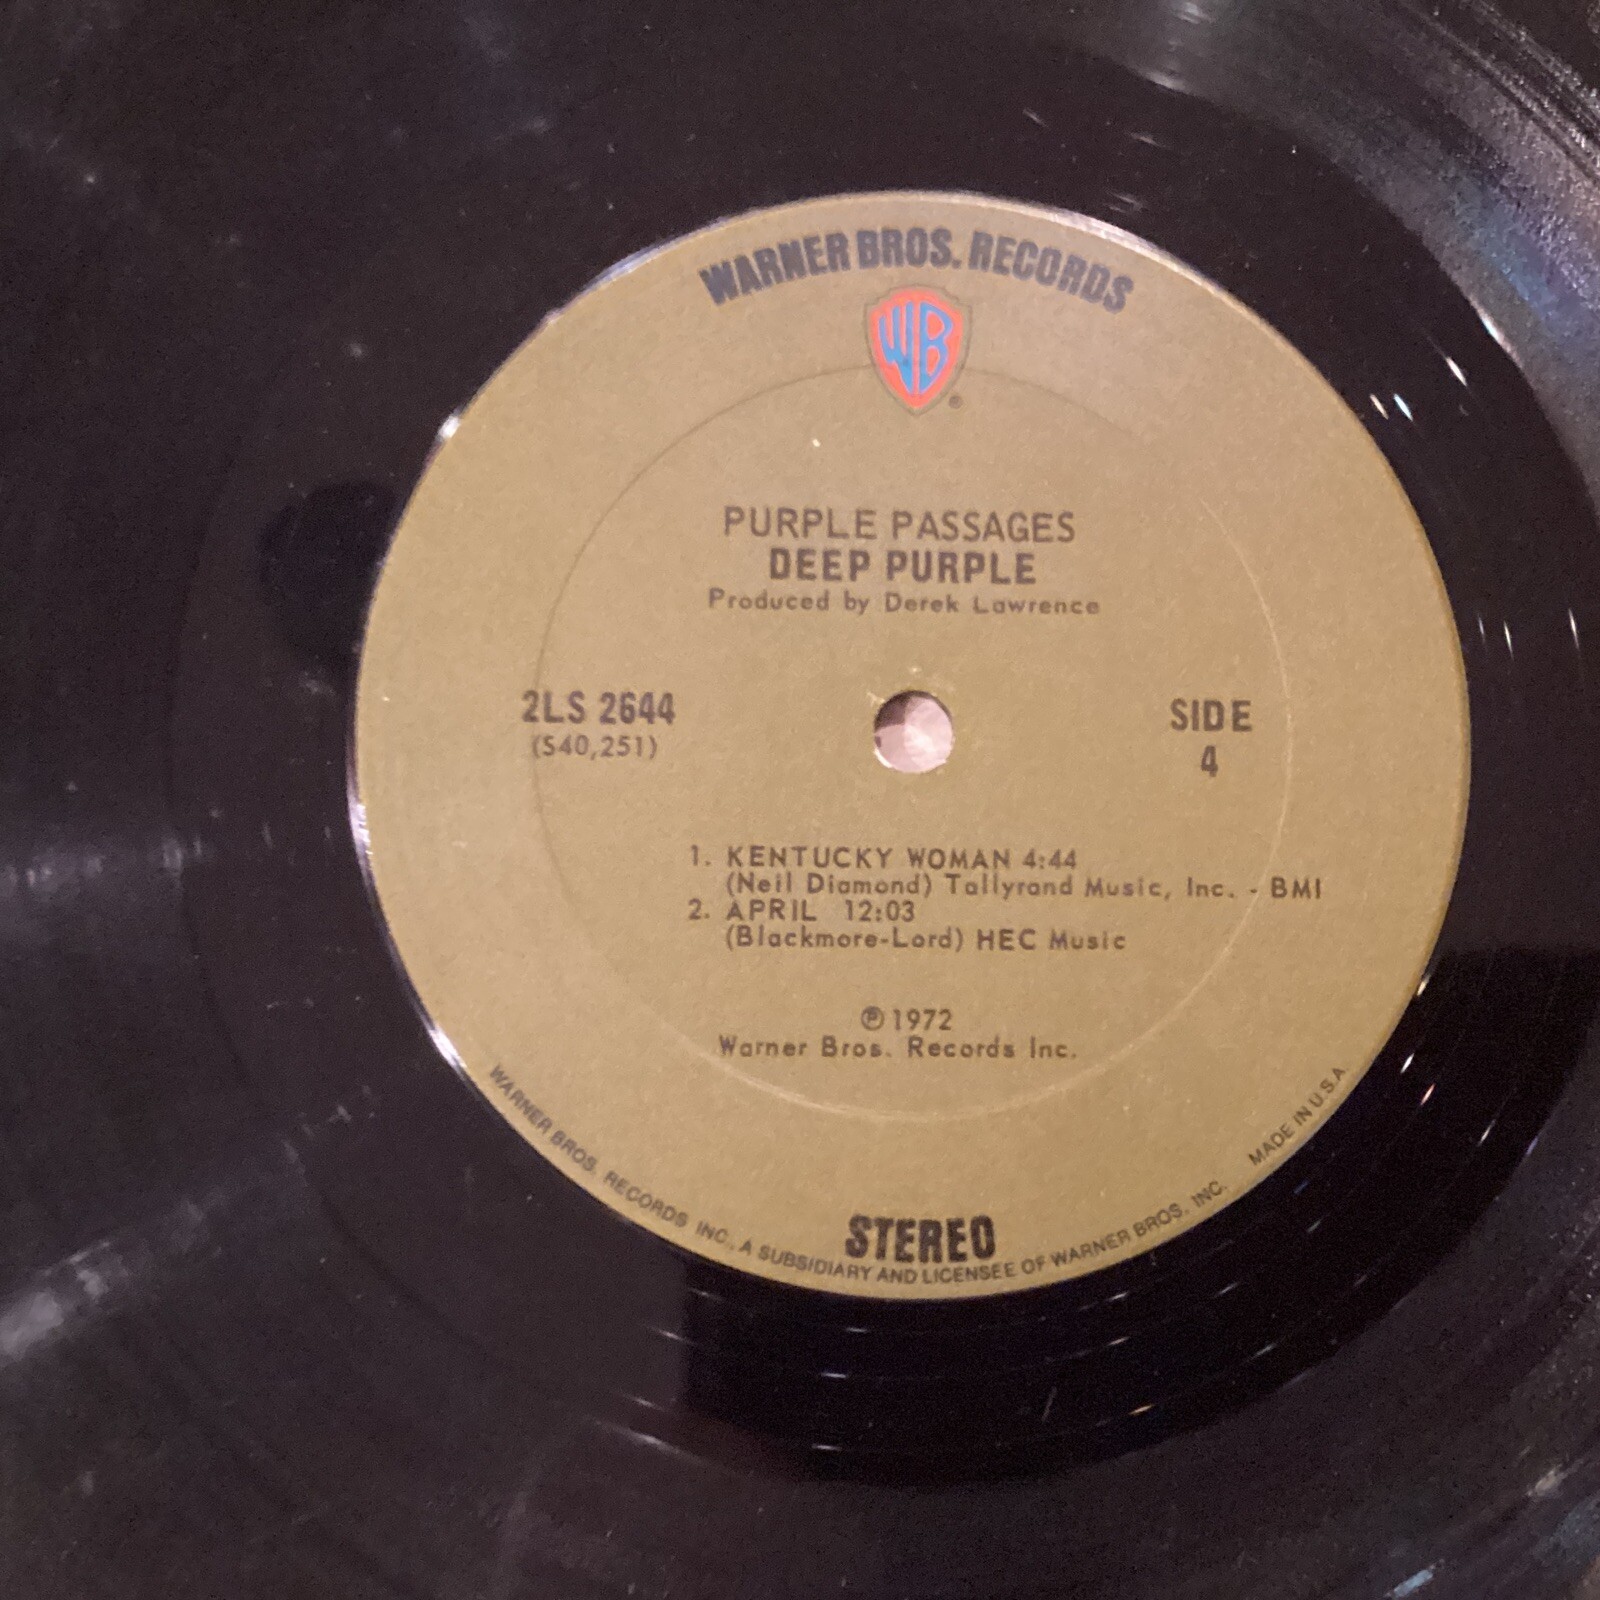 WARNER BROS. RECORDS
WB
®
PURPLE PASSAGES
DEEP PURPLE
Produced by Derek Lawrence
2LS 2644
(S40,251)
SIDE
4
1. KENTUCKY WOMAN 4:44
(Neil Diamond) Tallyrand Music, Inc. - BMI
2. APRIL 12:03
(Blackmore-Lord) HEC Music
℗ 1972
Warner Bros. Records Inc.
STEREO
WARNER BROS. RECORDS INC., A SUBSIDIARY AND LICENSEE OF WARNER BROS. INC. MADE IN U.S.A.